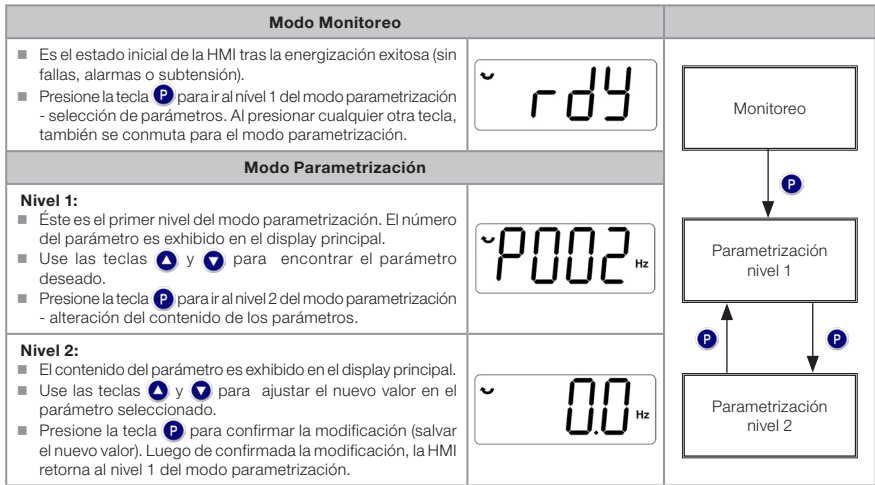 Modo Monitoreo
■ Es el estado inicial de la HMI tras la energización exitosa (sin
fallas, alarmas o subtensión).
■ Presione la tecla P para ir al nível 1 del modo parametrización
- selección de parámetros. Al presionar cualquier otra tecla,
también se conmuta para el modo parametrización.
rdy
Modo Parametrización
Nivel 1:
■ Éste es el primer nivel del modo parametrización. El número
del parámetro es exhibido en el display principal.
■ Use las teclas y para encontrar el parámetro
deseado.
■ Presione la tecla P para ir al nivel 2 del modo parametrización
- alteración del contenido de los parámetros.
P002 Hz
Nivel 2:
■ El contenido del parámetro es exhibido en el display principal.
■ Use las teclas y para ajustar el nuevo valor en el
parámetro seleccionado.
■ Presione la tecla P para confirmar la modificación (salvar
el nuevo valor). Luego de confirmada la modificación, la HMI
retorna al nivel 1 del modo parametrización.
0.0 Hz
Monitoreo
P
Parametrización
nivel 1
P
P
Parametrización
nivel 2